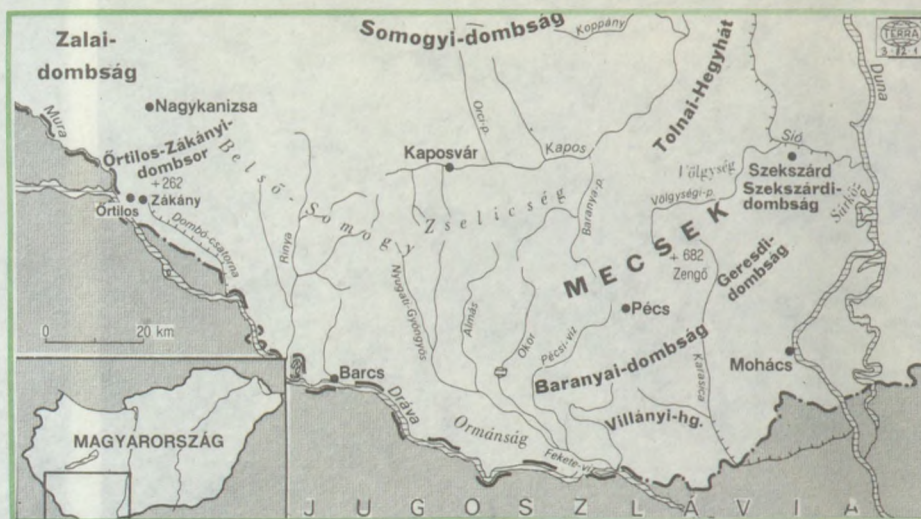 Zalai-
dombság
Somogyi-dombság
Koppány
TERRA
Duna
Tolnai-Hegyhát
Nagykanizsa
Mura
Őrtilos-Zákányi-
dombsor
+262
Zákány
Őrtilos
Dombó-csatorna
Belső-Somogy
Orci-p.
Kapos
Kaposvár
Zselicség
Baranya-p.
Sió
Völgység
Völgységi-p.
Szekszárd
Szekszárdi-
dombság
Sárköz
Rinya
MECSEK
+ 682
Zengő
Geresdi-
dombság
Nyugati-Gyöngyös
Almás
Okor
Pécsi-víz
Pécs
Baranyai-dombság
Karasica
Mohács
0 20 km
Barcs
Dráva
Ormánság
Villányi-hg.
Fekete-víz
MAGYARORSZÁG
JUGOSZLÁVIA